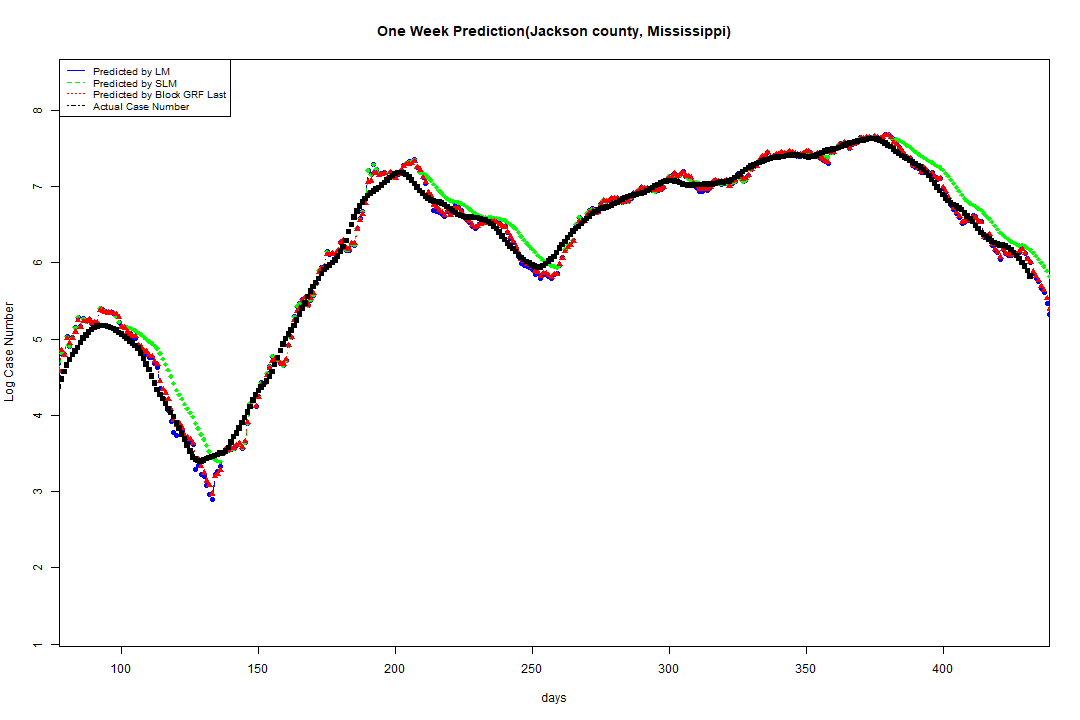 One Week Prediction(Jackson county, Mississippi)
Predicted by LM
Predicted by SLM
Predicted by Block GRF Last
Actual Case Number
8
7
6
5
4
3
2
1
Log Case Number
100 150 200 250 300 350 400
days